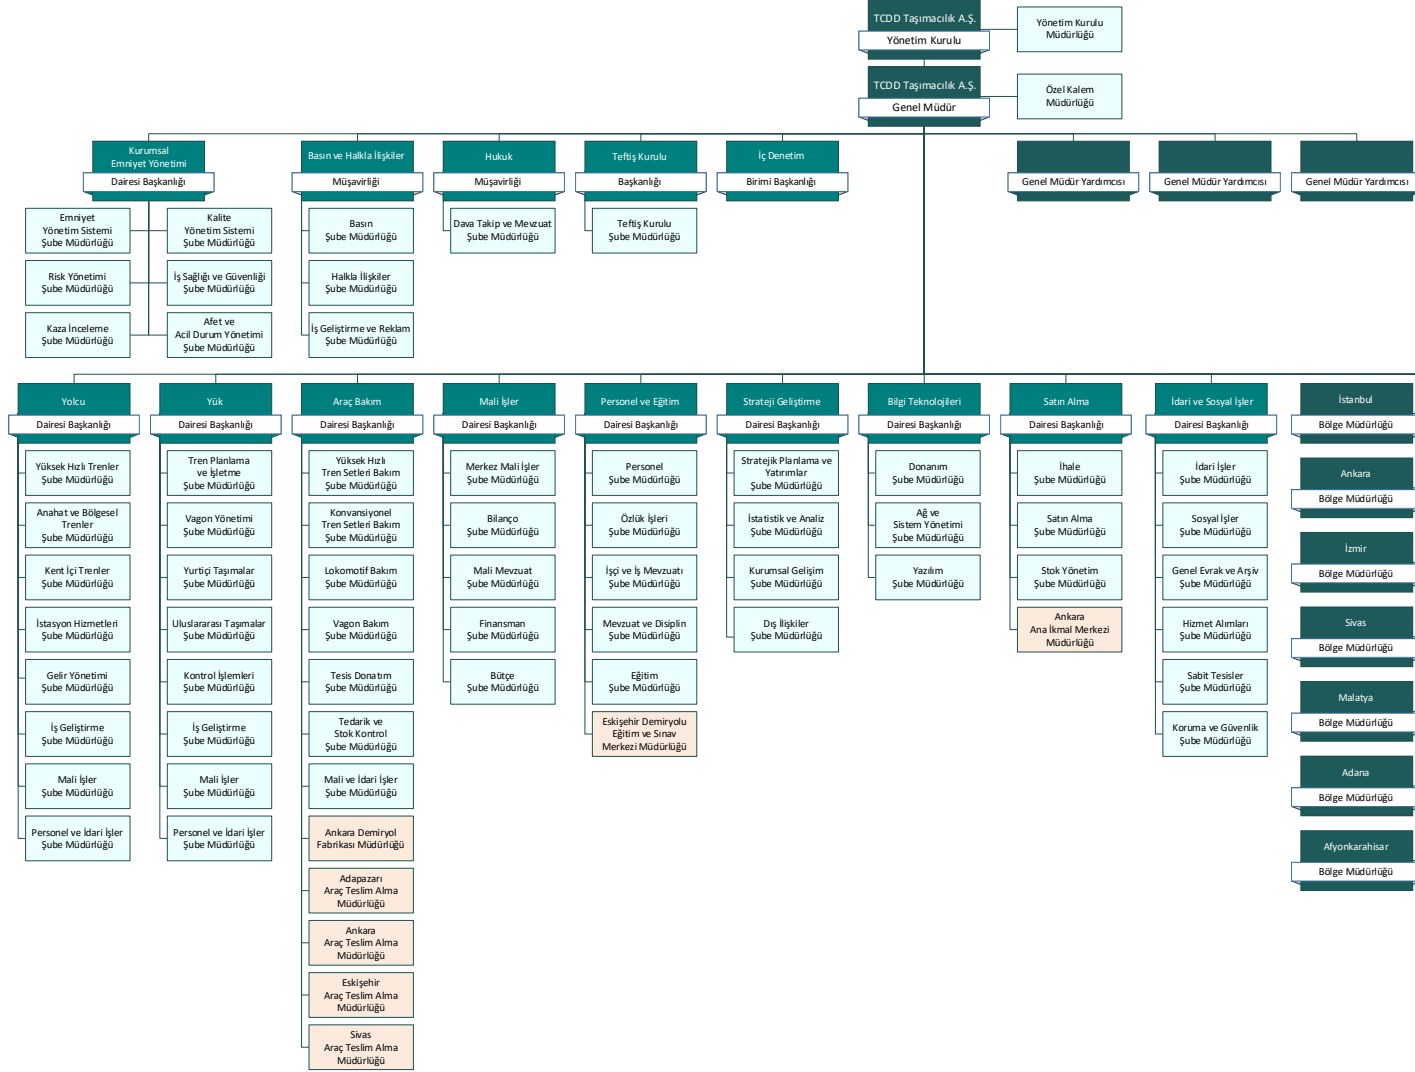 TCDD Taşımacılık A.Ş.
Yönetim Kurulu
Yönetim Kurulu
Müdürlüğü
TCDD Taşımacılık A.Ş.
Genel Müdür
Özel Kalem
Müdürlüğü
Kurumsal
Emniyet Yönetimi
Dairesi Başkanlığı
Basın ve Halkla İlişkiler
Müşavirliği
Hukuk
Müşavirliği
Teftiş Kurulu
Başkanlığı
İç Denetim
Birimi Başkanlığı
Genel Müdür Yardımcısı
Genel Müdür Yardımcısı
Genel Müdür Yardımcısı
Emniyet
Yönetim Sistemi
Şube Müdürlüğü
Kalite
Yönetim Sistemi
Şube Müdürlüğü
Risk Yönetimi
Şube Müdürlüğü
İş Sağlığı ve Güvenliği
Şube Müdürlüğü
Kaza İnceleme
Şube Müdürlüğü
Afet ve
Acil Durum Yönetimi
Şube Müdürlüğü
Basın
Şube Müdürlüğü
Halkla İlişkiler
Şube Müdürlüğü
İş Geliştirme ve Reklam
Şube Müdürlüğü
Dava Takip ve Mevzuat
Şube Müdürlüğü
Teftiş Kurulu
Şube Müdürlüğü
Yolcu
Dairesi Başkanlığı
Yüksek Hızlı Trenler
Şube Müdürlüğü
Anahat ve Bölgesel
Trenler
Şube Müdürlüğü
Kent İçi Trenler
Şube Müdürlüğü
İstasyon Hizmetleri
Şube Müdürlüğü
Gelir Yönetimi
Şube Müdürlüğü
İş Geliştirme
Şube Müdürlüğü
Mali İşler
Şube Müdürlüğü
Personel ve İdari İşler
Şube Müdürlüğü
Yük
Dairesi Başkanlığı
Tren Planlama
ve İşletme
Şube Müdürlüğü
Vagon Yönetimi
Şube Müdürlüğü
Yurtiçi Taşımalar
Şube Müdürlüğü
Uluslararası Taşımalar
Şube Müdürlüğü
Kontrol İşlemleri
Şube Müdürlüğü
İş Geliştirme
Şube Müdürlüğü
Mali İşler
Şube Müdürlüğü
Personel ve İdari İşler
Şube Müdürlüğü
Araç Bakım
Dairesi Başkanlığı
Yüksek Hızlı
Tren Setleri Bakım
Şube Müdürlüğü
Konvansiyonel
Tren Setleri Bakım
Şube Müdürlüğü
Lokomotif Bakım
Şube Müdürlüğü
Vagon Bakım
Şube Müdürlüğü
Tesis Donatım
Şube Müdürlüğü
Tedarik ve
Stok Kontrol
Şube Müdürlüğü
Mali ve İdari İşler
Şube Müdürlüğü
Ankara Demiryol
Fabrikası Müdürlüğü
Adapazarı
Araç Teslim Alma
Müdürlüğü
Ankara
Araç Teslim Alma
Müdürlüğü
Eskişehir
Araç Teslim Alma
Müdürlüğü
Sivas
Araç Teslim Alma
Müdürlüğü
Mali İşler
Dairesi Başkanlığı
Merkez Mali İşler
Şube Müdürlüğü
Bilanço
Şube Müdürlüğü
Mali Mevzuat
Şube Müdürlüğü
Finansman
Şube Müdürlüğü
Bütçe
Şube Müdürlüğü
Personel ve Eğitim
Dairesi Başkanlığı
Personel
Şube Müdürlüğü
Özlük İşleri
Şube Müdürlüğü
İşçi ve İş Mevzuatı
Şube Müdürlüğü
Mevzuat ve Disiplin
Şube Müdürlüğü
Eğitim
Şube Müdürlüğü
Eskişehir Demiryolu
Eğitim ve Sınav
Merkezi Müdürlüğü
Strateji Geliştirme
Dairesi Başkanlığı
Stratejik Planlama ve
Yatırımlar
Şube Müdürlüğü
İstatistik ve Analiz
Şube Müdürlüğü
Kurumsal Gelişim
Şube Müdürlüğü
Dış İlişkiler
Şube Müdürlüğü
Bilgi Teknolojileri
Dairesi Başkanlığı
Donanım
Şube Müdürlüğü
Ağ ve
Sistem Yönetimi
Şube Müdürlüğü
Yazılım
Şube Müdürlüğü
Satın Alma
Dairesi Başkanlığı
İhale
Şube Müdürlüğü
Satın Alma
Şube Müdürlüğü
Stok Yönetim
Şube Müdürlüğü
Ankara
Ana İkmal Merkezi
Müdürlüğü
İdari ve Sosyal İşler
Dairesi Başkanlığı
İdari İşler
Şube Müdürlüğü
Sosyal İşler
Şube Müdürlüğü
Genel Evrak ve Arşiv
Şube Müdürlüğü
Hizmet Alımları
Şube Müdürlüğü
Sabit Tesisler
Şube Müdürlüğü
Koruma ve Güvenlik
Şube Müdürlüğü
İstanbul
Bölge Müdürlüğü
Ankara
Bölge Müdürlüğü
İzmir
Bölge Müdürlüğü
Sivas
Bölge Müdürlüğü
Malatya
Bölge Müdürlüğü
Adana
Bölge Müdürlüğü
Afyonkarahisar
Bölge Müdürlüğü